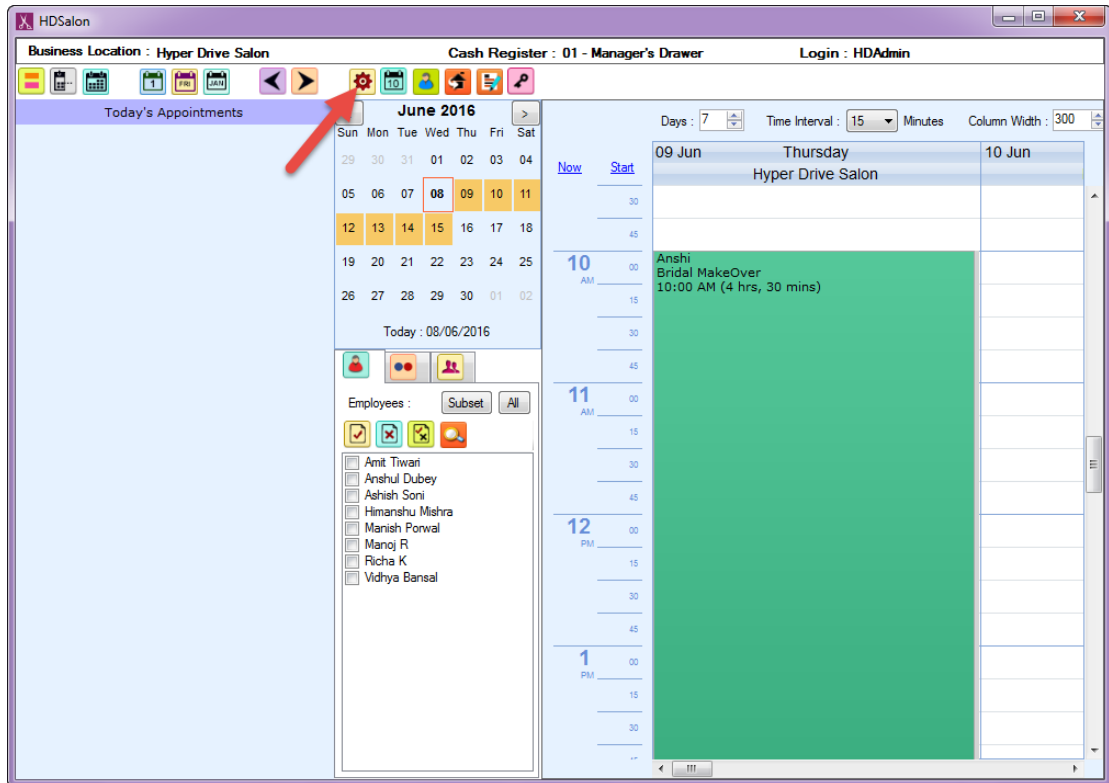 HDSalon
Business Location : Hyper Drive Salon Cash Register : 01 - Manager's Drawer Login : HDAdmin
1 FRI JAN 10
Today's Appointments
June 2016 >
Sun Mon Tue Wed Thu Fri Sat
29 30 31 01 02 03 04
05 06 07 08 09 10 11
12 13 14 15 16 17 18
19 20 21 22 23 24 25
26 27 28 29 30 01 02
Today : 08/06/2016
Employees : Subset All
Amit Tiwari
Anshul Dubey
Ashish Soni
Himanshu Mishra
Manish Porwal
Manoj R
Richa K
Vidhya Bansal
Days : 7 Time Interval : 15 Minutes Column Width : 300
Now Start
09 Jun Thursday 10 Jun
Hyper Drive Salon
30
45
10 AM 00
15
30
45
11 AM 00
15
30
45
12 PM 00
15
30
45
1 PM 00
15
30
Anshi
Bridal MakeOver
10:00 AM (4 hrs, 30 mins)